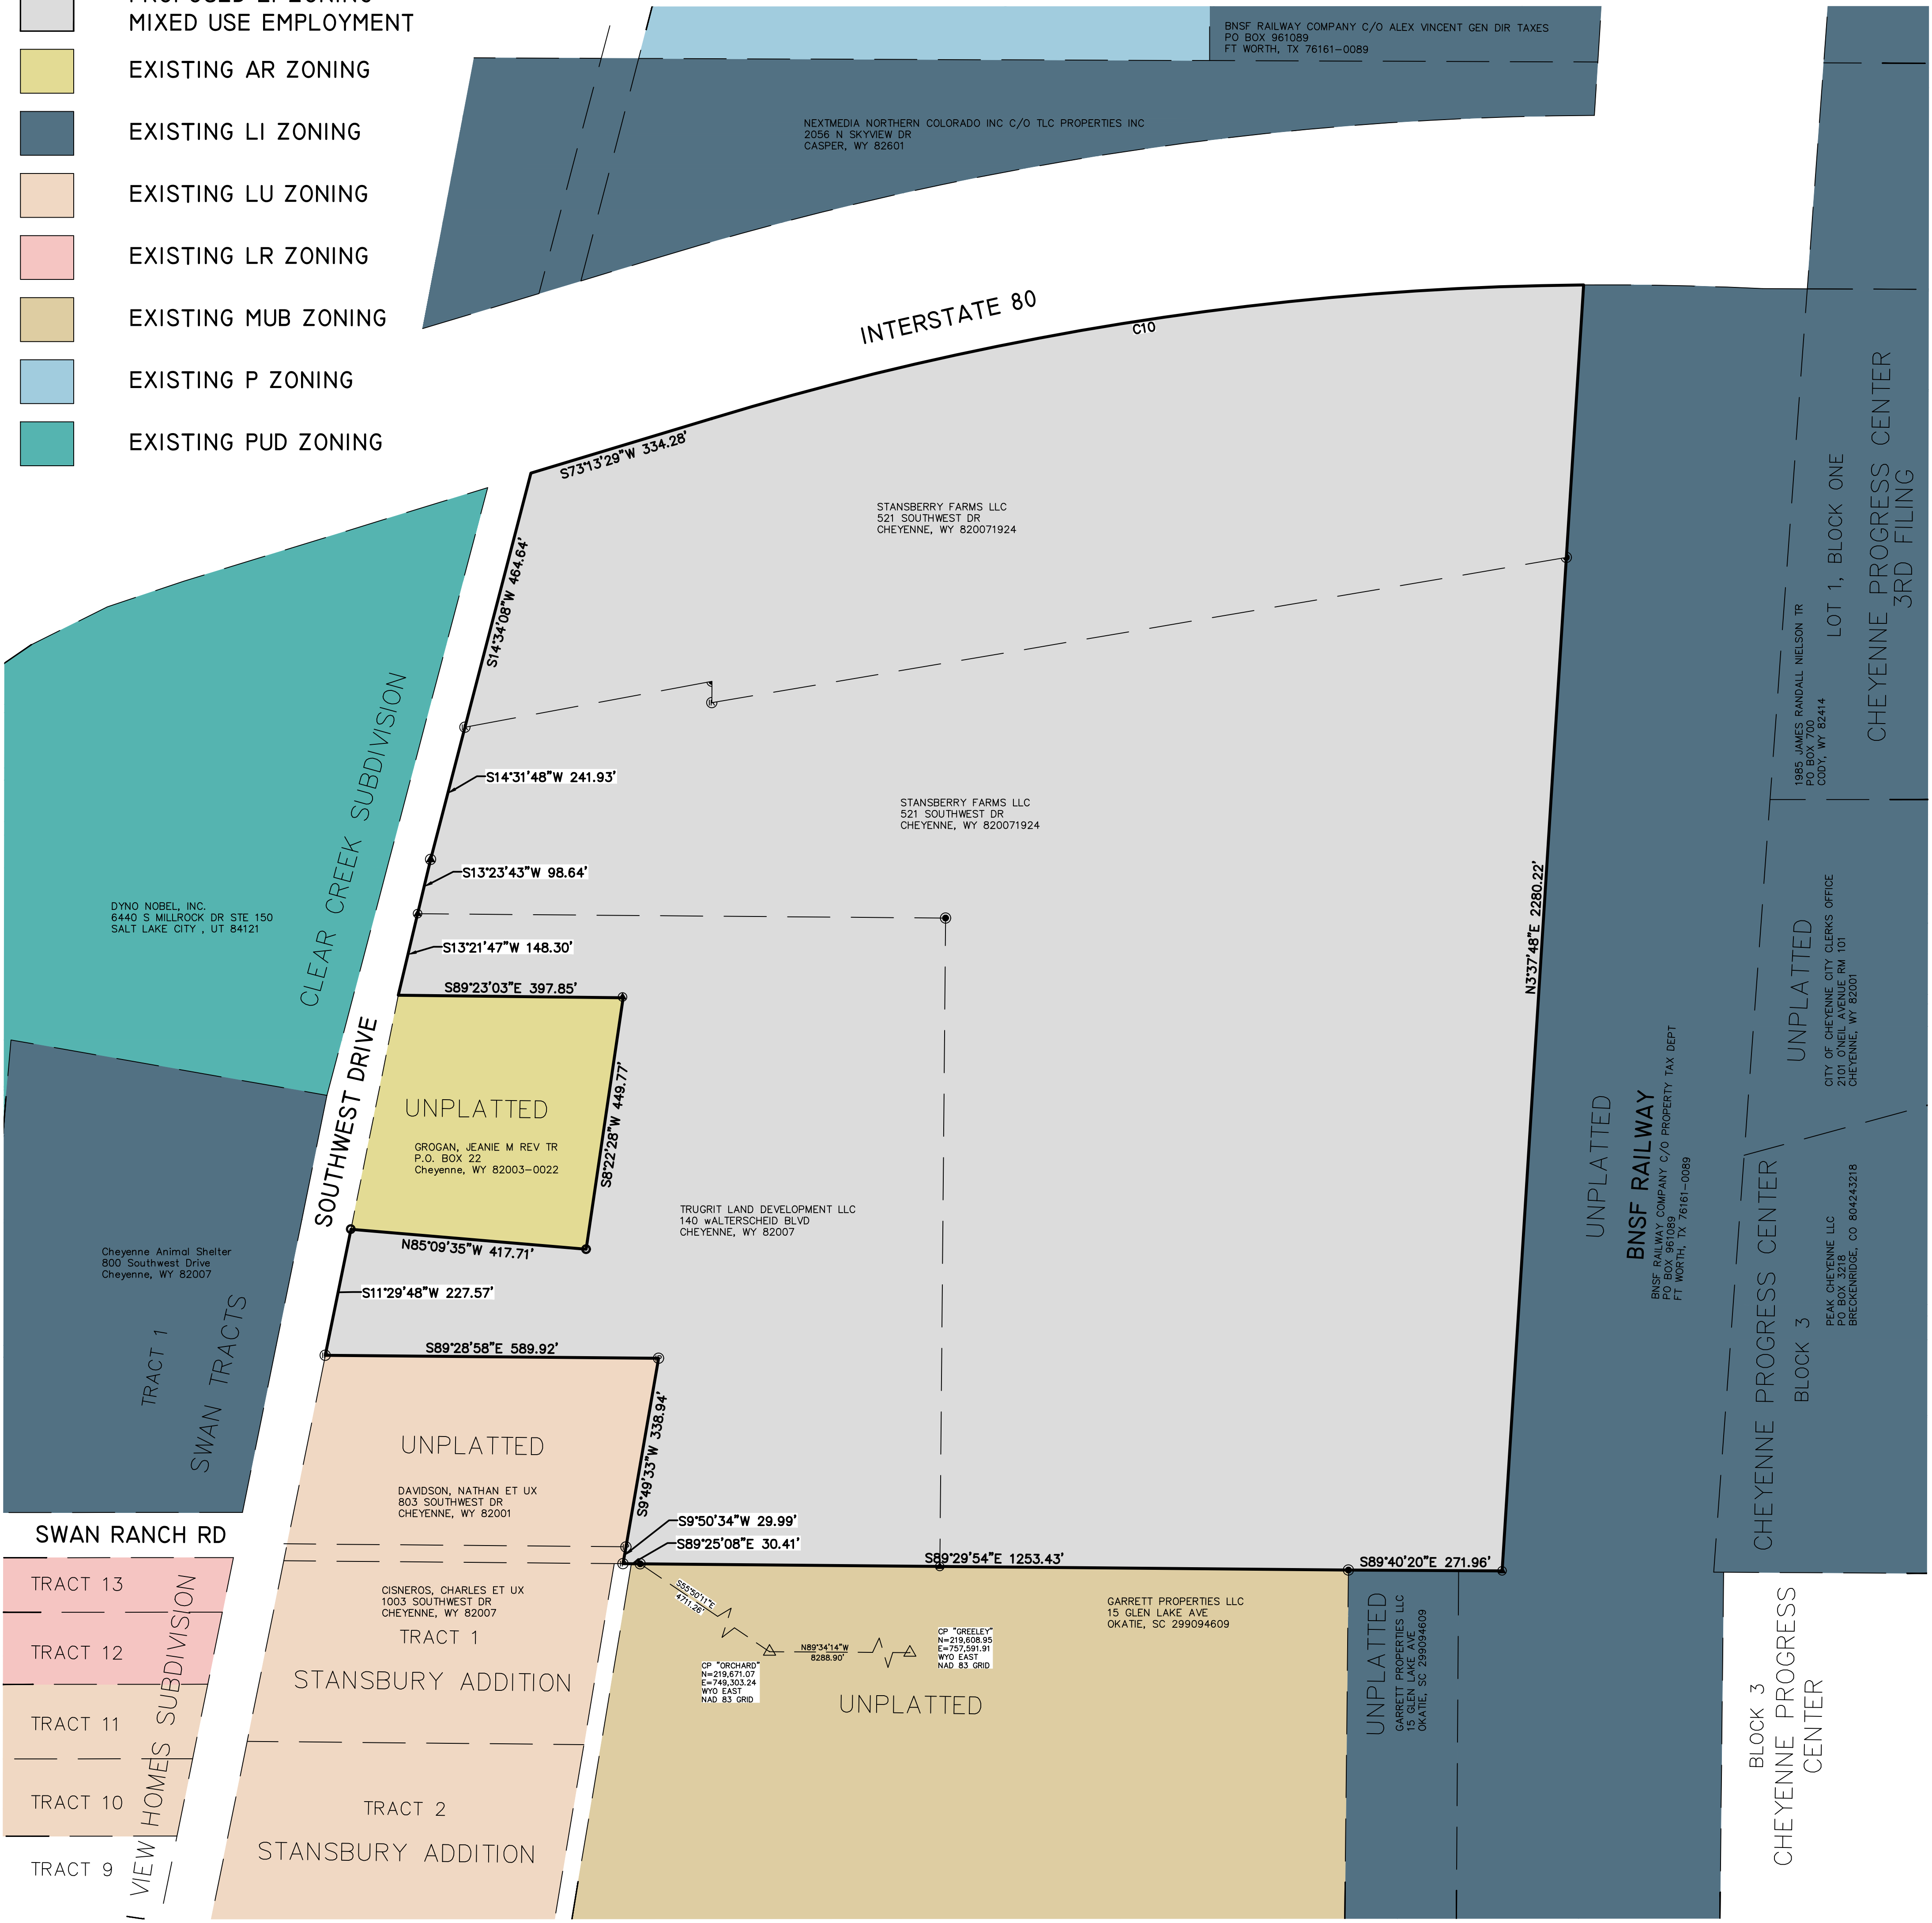 MIXED USE EMPLOYMENT
EXISTING AR ZONING
EXISTING LI ZONING
EXISTING LU ZONING
EXISTING LR ZONING
EXISTING MUB ZONING
EXISTING P ZONING
EXISTING PUD ZONING
BNSF RAILWAY COMPANY C/O ALEX VINCENT GEN DIR TAXES
PO BOX 961089
FT WORTH, TX 76161-0089
NEXTMEDIA NORTHERN COLORADO INC C/O TLC PROPERTIES INC
2056 N SKYVIEW DR
CASPER, WY 82601
INTERSTATE 80
C10
S73°13'29"W 334.28'
S14°34'08"W 464.64'
STANSBERRY FARMS LLC
521 SOUTHWEST DR
CHEYENNE, WY 820071924
S14°31'48"W 241.93'
STANSBERRY FARMS LLC
521 SOUTHWEST DR
CHEYENNE, WY 820071924
S13°23'43"W 98.64'
S13°21'47"W 148.30'
S89°23'03"E 397.85'
CLEAR CREEK SUBDIVISION
DYNO NOBEL, INC.
6440 S MILLROCK DR STE 150
SALT LAKE CITY , UT 84121
SOUTHWEST DRIVE
UNPLATTED
GROGAN, JEANIE M REV TR
P.O. BOX 22
Cheyenne, WY 82003-0022
S8°22'28"W 449.77'
N85°09'35"W 417.71'
TRUGRIT LAND DEVELOPMENT LLC
140 wALTERSCHEID BLVD
CHEYENNE, WY 82007
N3°37'48"E 2280.22'
Cheyenne Animal Shelter
800 Southwest Drive
Cheyenne, WY 82007
TRACT 1
SWAN TRACTS
S11°29'48"W 227.57'
S89°28'58"E 589.92'
UNPLATTED
DAVIDSON, NATHAN ET UX
803 SOUTHWEST DR
CHEYENNE, WY 82001
S9°49'33"W 338.94'
S9°50'34"W 29.99'
S89°25'08"E 30.41'
S89°29'54"E 1253.43'
S89°40'20"E 271.96'
SWAN RANCH RD
TRACT 13
TRACT 12
TRACT 11
TRACT 10
TRACT 9
VIEW HOMES SUBDIVISION
CISNEROS, CHARLES ET UX
1003 SOUTHWEST DR
CHEYENNE, WY 82007
TRACT 1
STANSBURY ADDITION
TRACT 2
STANSBURY ADDITION
S55°50'11"E
4711.26'
CP "ORCHARD"
N=219,671.07
E=749,303.24
WYO EAST
NAD 83 GRID
N89°34'14"W
8288.90'
CP "GREELEY"
N=219,608.95
E=757,591.91
WYO EAST
NAD 83 GRID
UNPLATTED
GARRETT PROPERTIES LLC
15 GLEN LAKE AVE
OKATIE, SC 299094609
UNPLATTED
GARRETT PROPERTIES LLC
15 GLEN LAKE AVE
OKATIE, SC 299094609
UNPLATTED
BNSF RAILWAY
BNSF RAILWAY COMPANY C/O PROPERTY TAX DEPT
PO BOX 961089
FT WORTH, TX 76161-0089
1985 JAMES RANDALL NIELSON TR
PO BOX 700
CODY, WY 82414
LOT 1, BLOCK ONE
CHEYENNE PROGRESS CENTER
3RD FILING
UNPLATTED
CITY OF CHEYENNE CITY CLERKS OFFICE
2101 O'NEIL AVENUE RM 101
CHEYENNE, WY 82001
CHEYENNE PROGRESS CENTER
BLOCK 3
PEAK CHEYENNE LLC
PO BOX 3218
BRECKENRIDGE, CO 804243218
BLOCK 3
CHEYENNE PROGRESS
CENTER